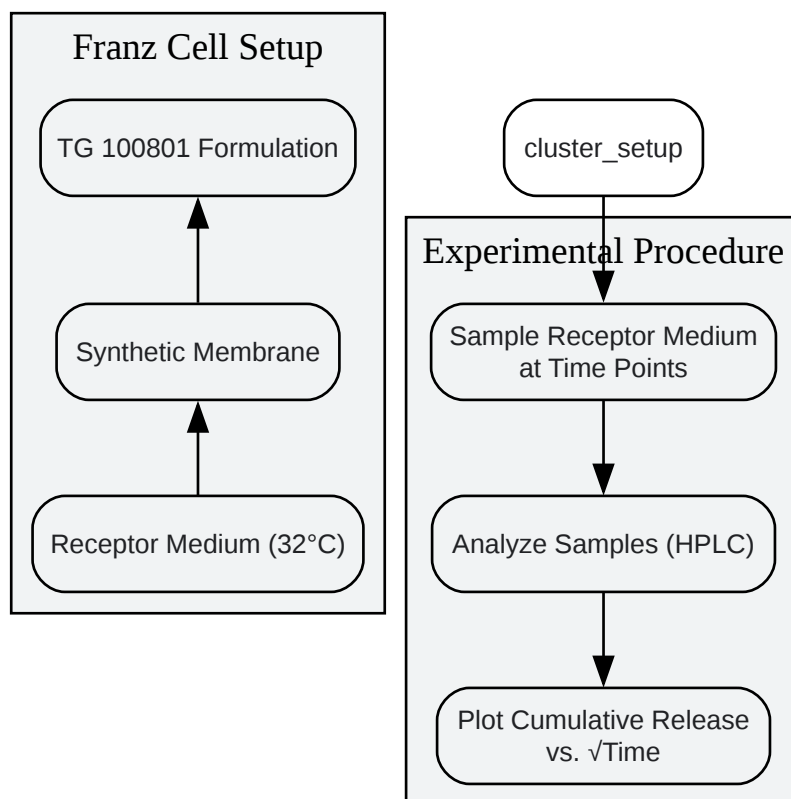 Franz Cell Setup
TG 100801 Formulation
Synthetic Membrane
Receptor Medium (32°C)
cluster_setup
Experimental Procedure
Sample Receptor Medium
at Time Points
Analyze Samples (HPLC)
Plot Cumulative Release
vs. √Time